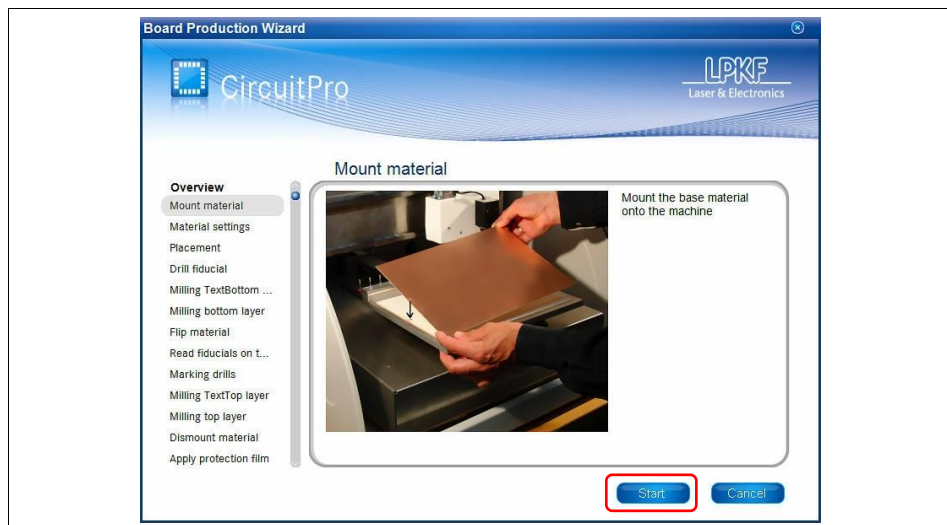 Board Production Wizard
CircuitPro
LPKF
Laser & Electronics
Mount material
Overview
Mount material
Material settings
Placement
Drill fiducial
Milling TextBottom ...
Milling bottom layer
Flip material
Read fiducials on t...
Marking drills
Milling TextTop layer
Milling top layer
Dismount material
Apply protection film
Mount the base material
onto the machine
Start
Cancel